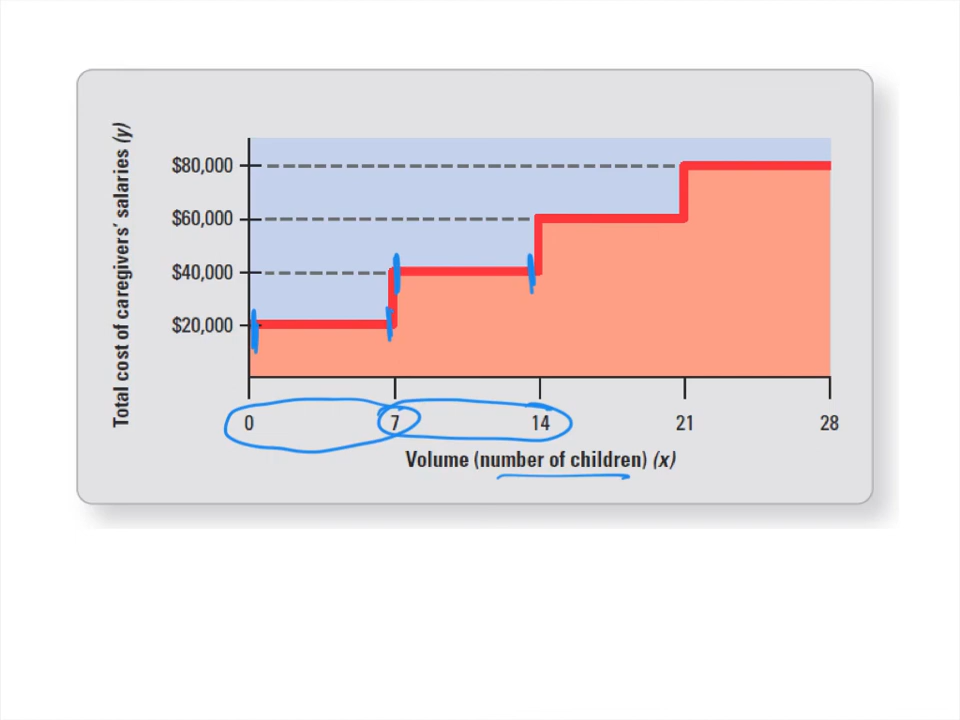 Total cost of caregivers' salaries (y)
$80,000
$60,000
$40,000
$20,000
0 7 14 21 28
Volume (number of children) (x)